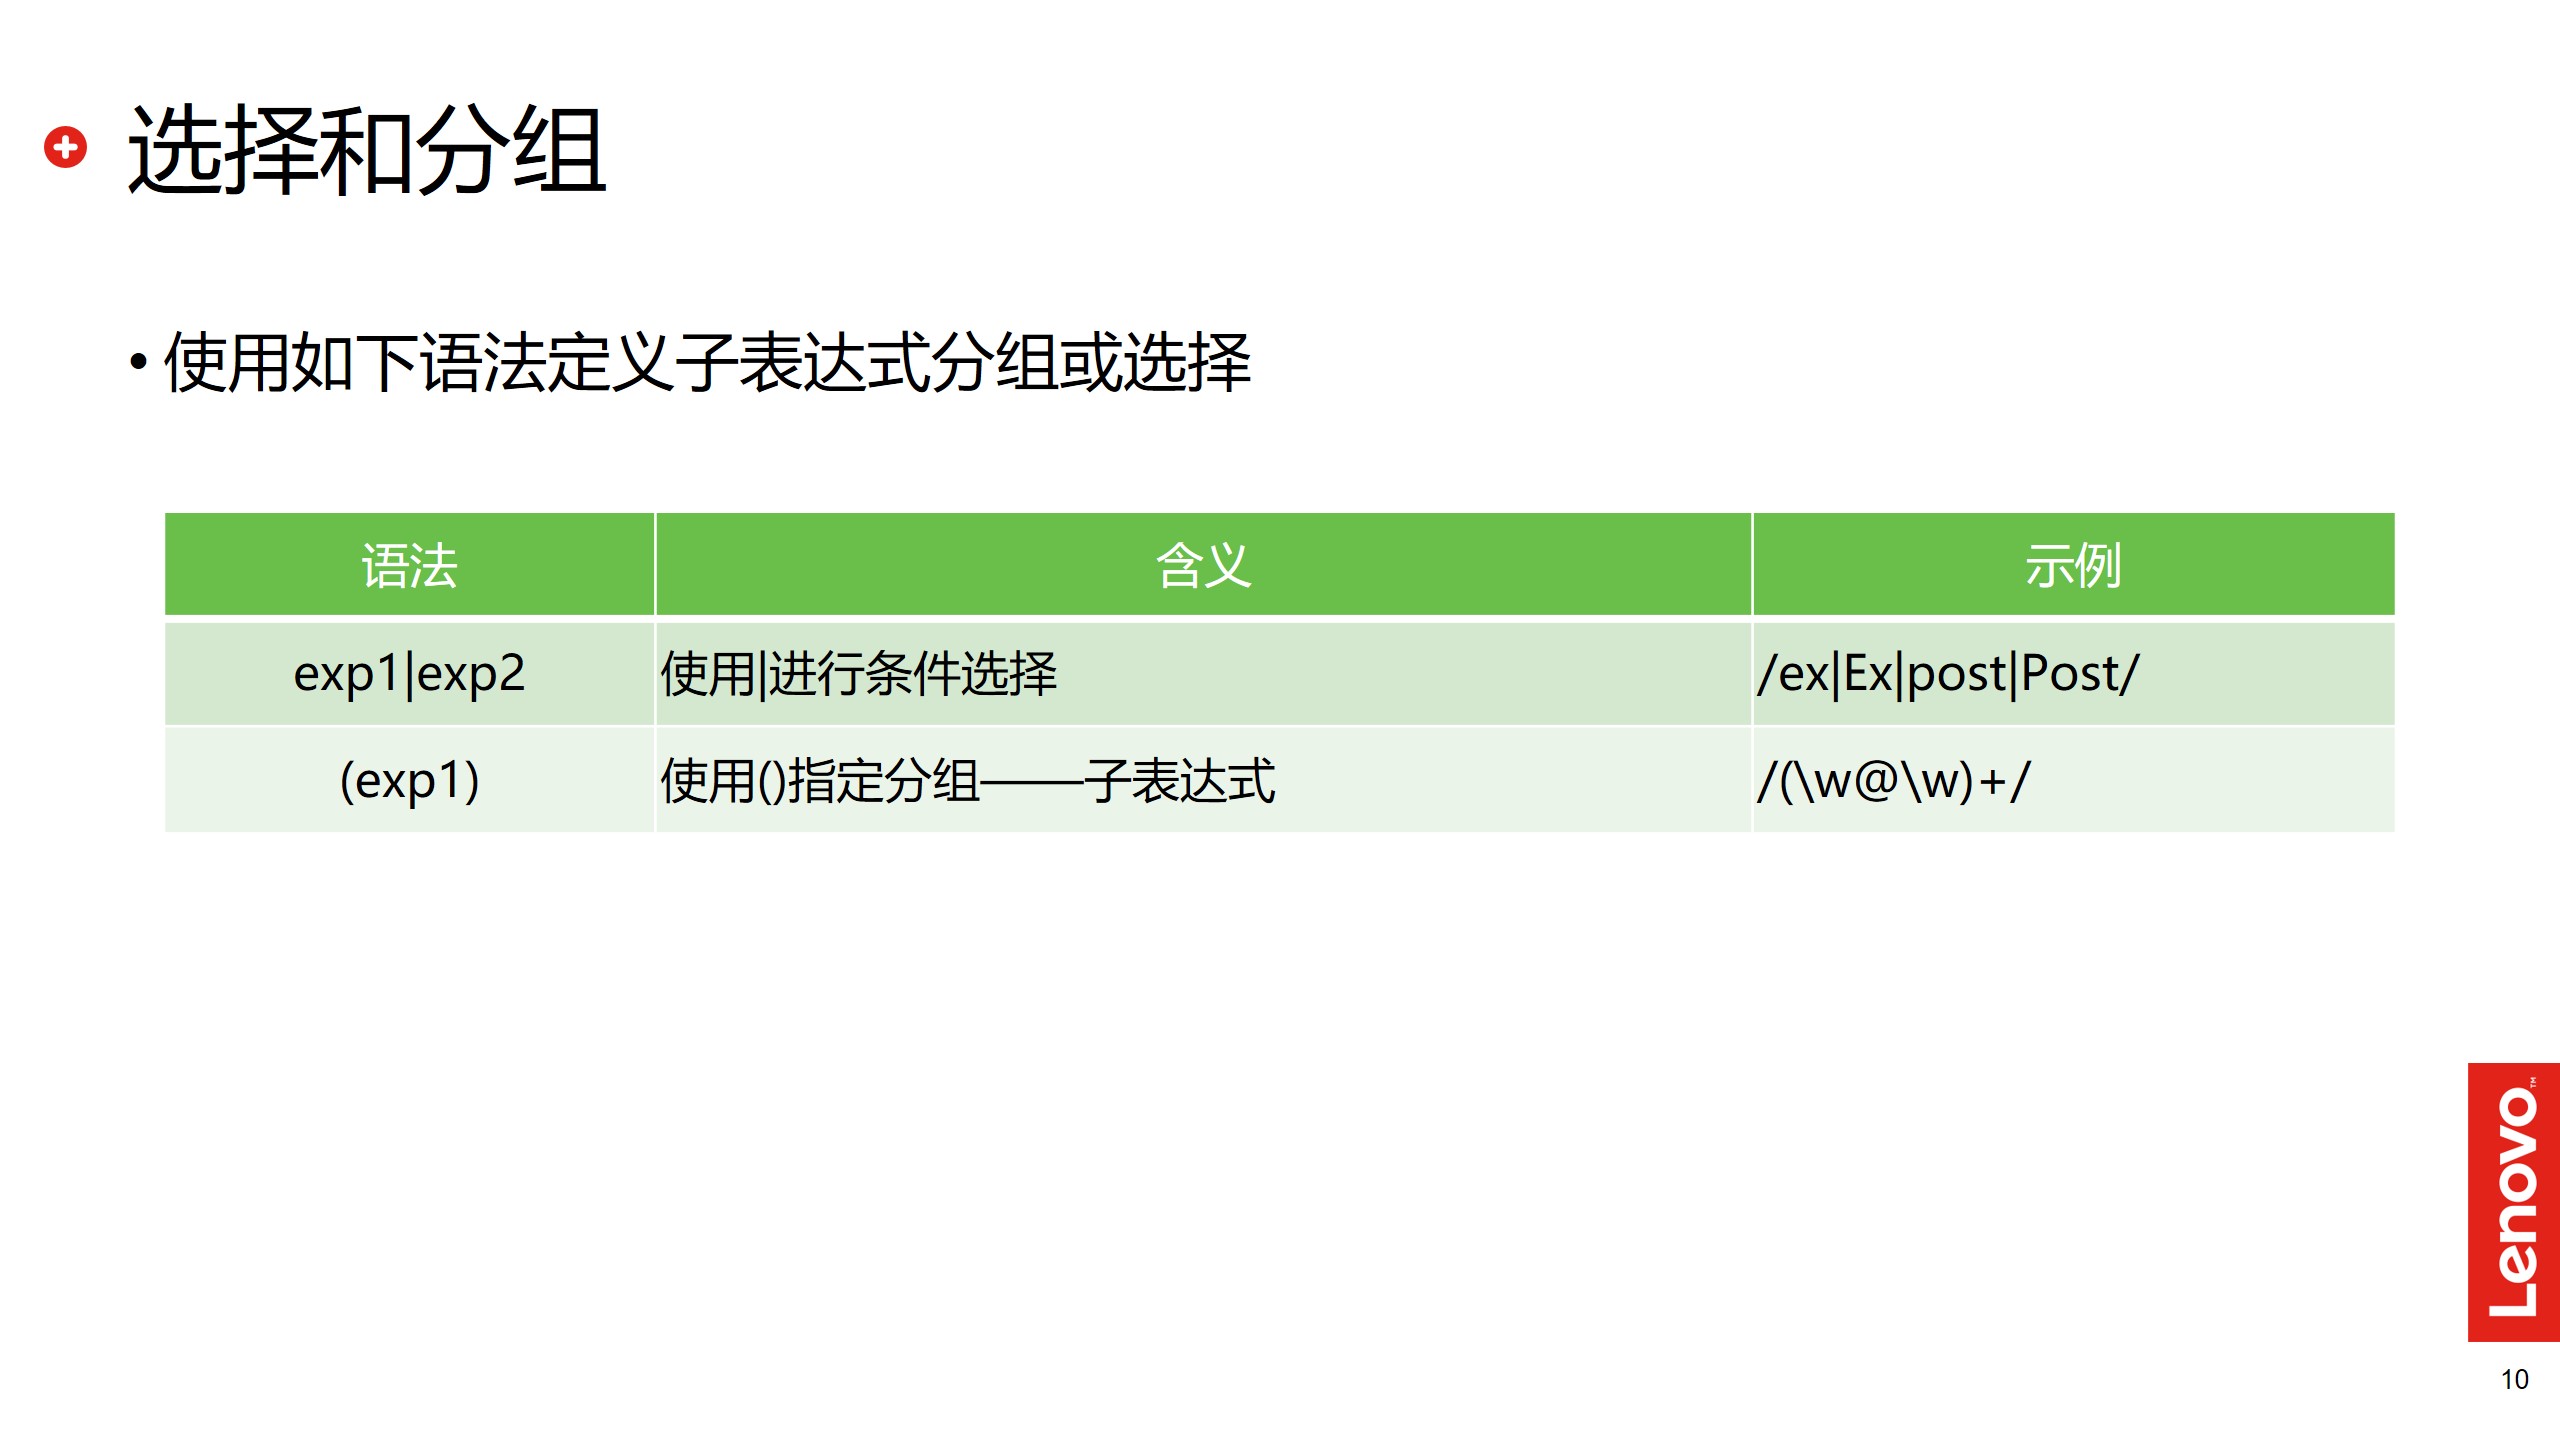 选择和分组
• 使用如下语法定义子表达式分组或选择
语法 含义 示例
exp1|exp2 使用|进行条件选择 /ex|Ex|post|Post/
(exp1) 使用()指定分组——子表达式 /(\w@\w)+/
Lenovo™
10